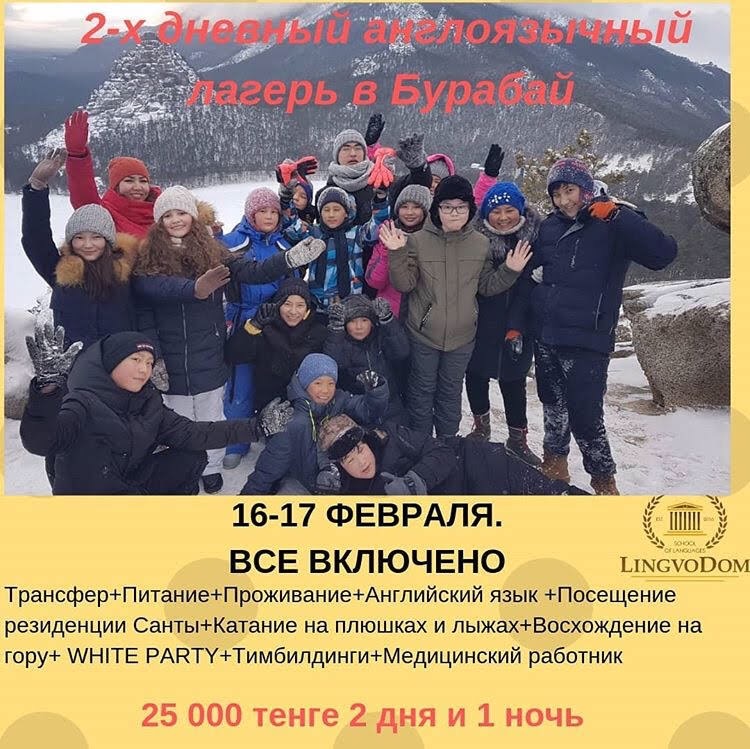 2-х дневный англоязычный
лагерь в Бурабай
16-17 ФЕВРАЛЯ.
ВСЕ ВКЛЮЧЕНО
SCHOOL
OF LANGUAGES
LINGVODOM
Трансфер+Питание+Проживание+Английский язык +Посещение
резиденции Санты+Катание на плюшках и лыжах+Восхождение на
гору+ WHITE PARTY+Тимбилдинги+Медицинский работник
25 000 тенге 2 дня и 1 ночь